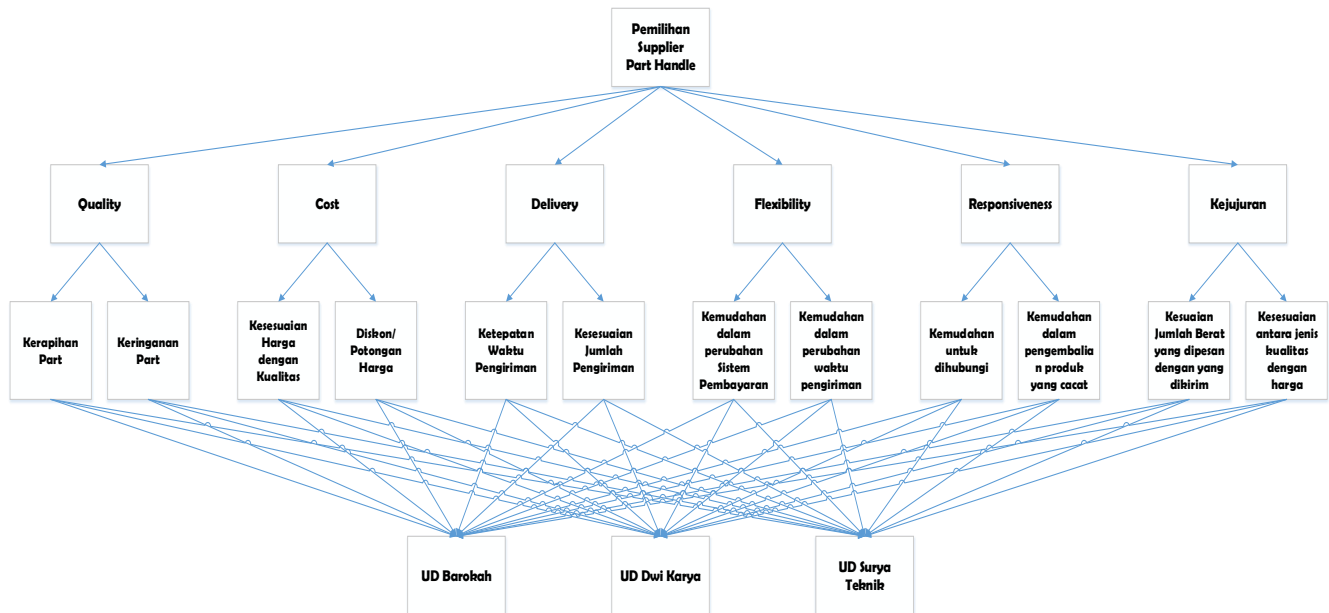 Pemilihan
Supplier
Part Handle
Quality
Cost
Delivery
Flexibility
Responsiveness
Kejujuran
Kerapihan
Part
Keringanan
Part
Kesesuaian
Harga
dengan
Kualitas
Diskon/
Potongan
Harga
Ketepatan
Waktu
Pengiriman
Kesesuaian
Jumlah
Pengiriman
Kemudahan
dalam
perubahan
Sistem
Pembayaran
Kemudahan
dalam
perubahan
waktu
pengiriman
Kemudahan
untuk
dihubungi
Kemudahan
dalam
pengembalia
n produk
yang cacat
Kesuaian
Jumlah Berat
yang dipesan
dengan yang
dikirim
Kesesuaian
antara jenis
kualitas
dengan
harga
UD Barokah
UD Dwi Karya
UD Surya
Teknik